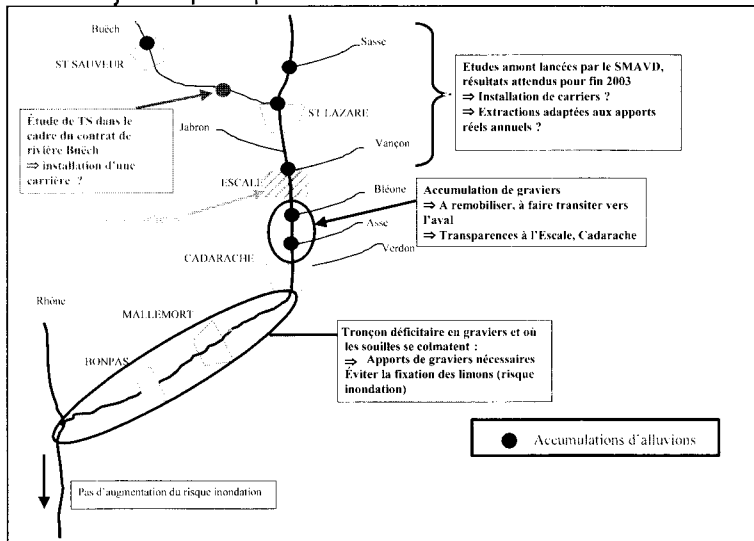 Buëch
ST SAUVEUR
Sasse
Etudes amont lancées par le SMAVD,
résultats attendus pour fin 2003
⇒ Installation de carriers ?
⇒ Extractions adaptées aux apports
réels annuels ?
Étude de TS dans le
cadre du contrat de
rivière Buëch
⇒ installation d'une
carrière ?
ST LAZARE
Jabron
Vançon
ESCALE
Bléone
Asse
Accumulation de graviers
⇒ A remobiliser, à faire transiter vers
l'aval
⇒ Transparences à l'Escale, Cadarache
CADARACHE
Verdon
Rhône
MALLEMORT
BONPAS
Tronçon déficitaire en graviers et où
les souilles se colmatent :
⇒ Apports de graviers nécessaires
Éviter la fixation des limons (risque
inondation)
Accumulations d'alluvions
Pas d'augmentation du risque inondation